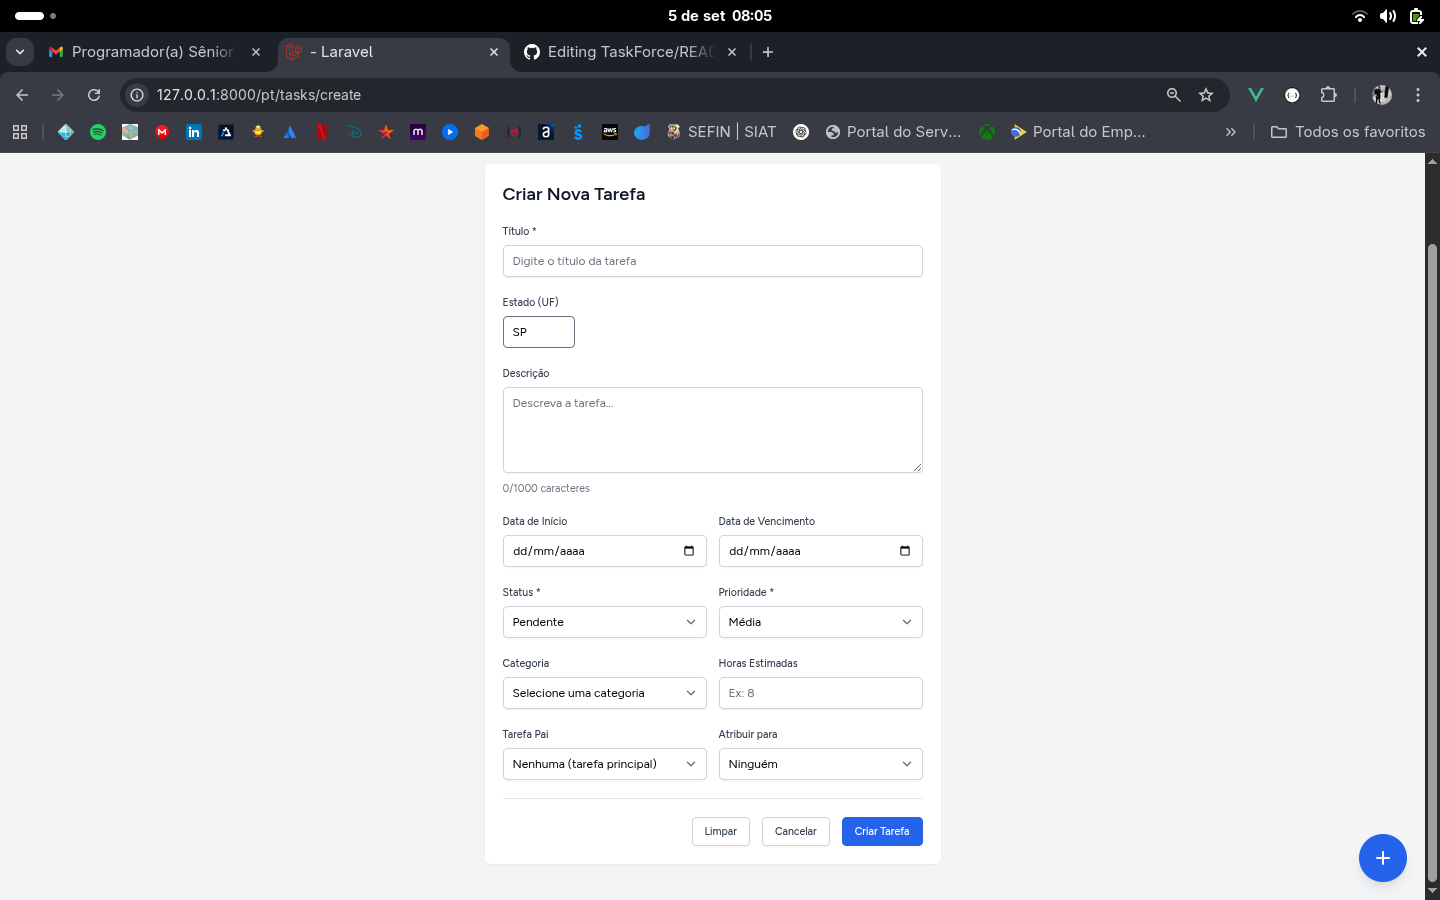 5 de set 08:05
Programador(a) Sênior
- Laravel
Editing TaskForce/READ
127.0.0.1:8000/pt/tasks/create
SEFIN | SIAT
Portal do Serv...
Portal do Emp...
Todos os favoritos
Criar Nova Tarefa
Título *
Digite o título da tarefa
Estado (UF)
SP
Descrição
Descreva a tarefa...
0/1000 caracteres
Data de Início Data de Vencimento
dd/mm/aaaa dd/mm/aaaa
Status * Prioridade *
Pendente Média
Categoria Horas Estimadas
Selecione uma categoria Ex: 8
Tarefa Pai Atribuir para
Nenhuma (tarefa principal) Ninguém
Limpar Cancelar Criar Tarefa